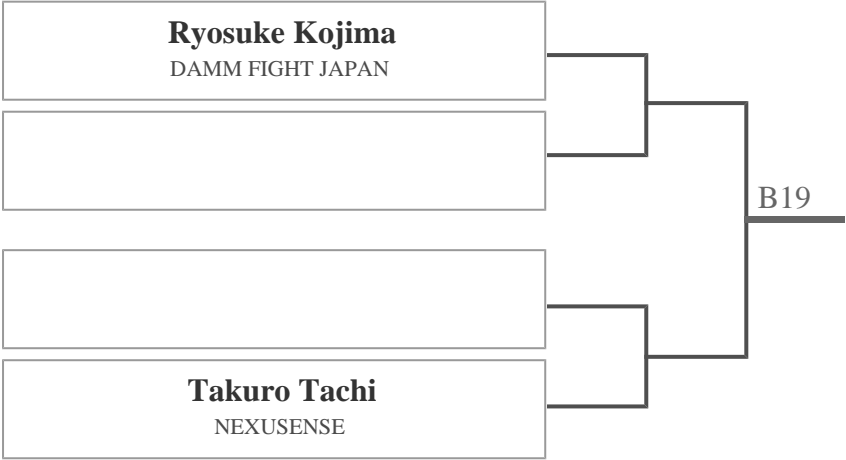 Ryosuke Kojima
DAMM FIGHT JAPAN
B19
Takuro Tachi
NEXUSENSE